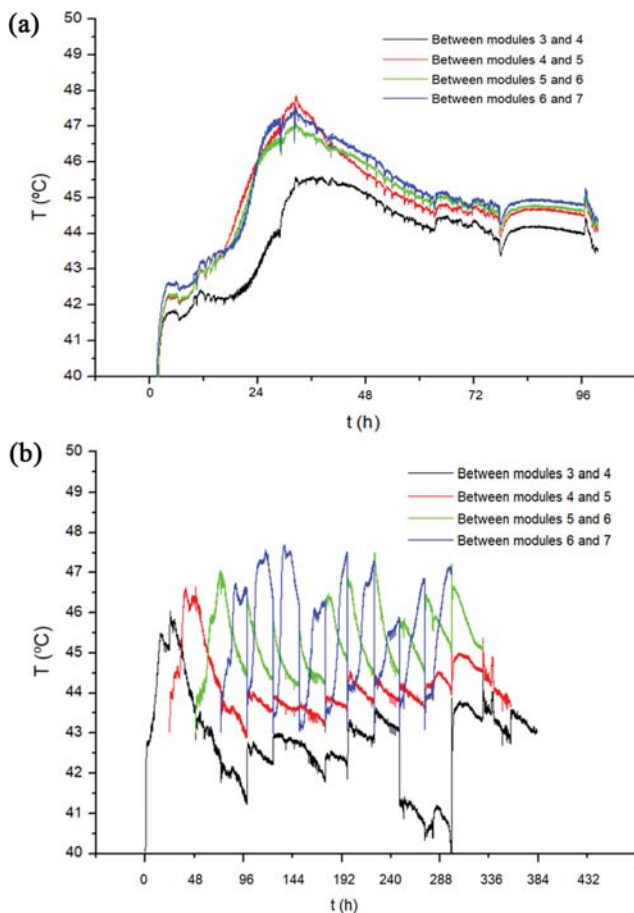 (a)
50
49
48
47
46
45
44
43
42
41
40
T (ºC)
Between modules 3 and 4
Between modules 4 and 5
Between modules 5 and 6
Between modules 6 and 7
0 24 48 72 96
t (h)
(b)
50
49
48
47
46
45
44
43
42
41
40
T (ºC)
Between modules 3 and 4
Between modules 4 and 5
Between modules 5 and 6
Between modules 6 and 7
0 48 96 144 192 240 288 336 384 432
t (h)